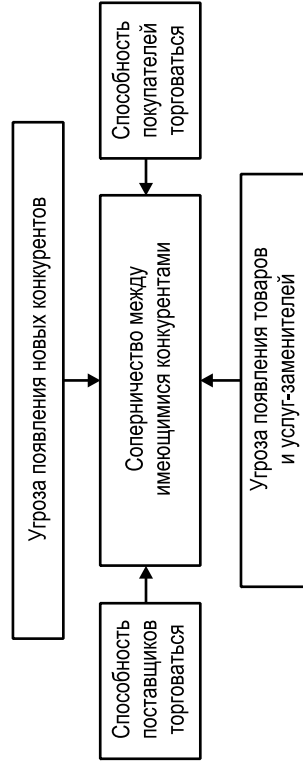 Угроза появления новых конкурентов
Способность
поставщиков
торговаться
Соперничество между
имеющимися конкурентами
Способность
покупателей
торговаться
Угроза появления товаров
и услуг-заменителей